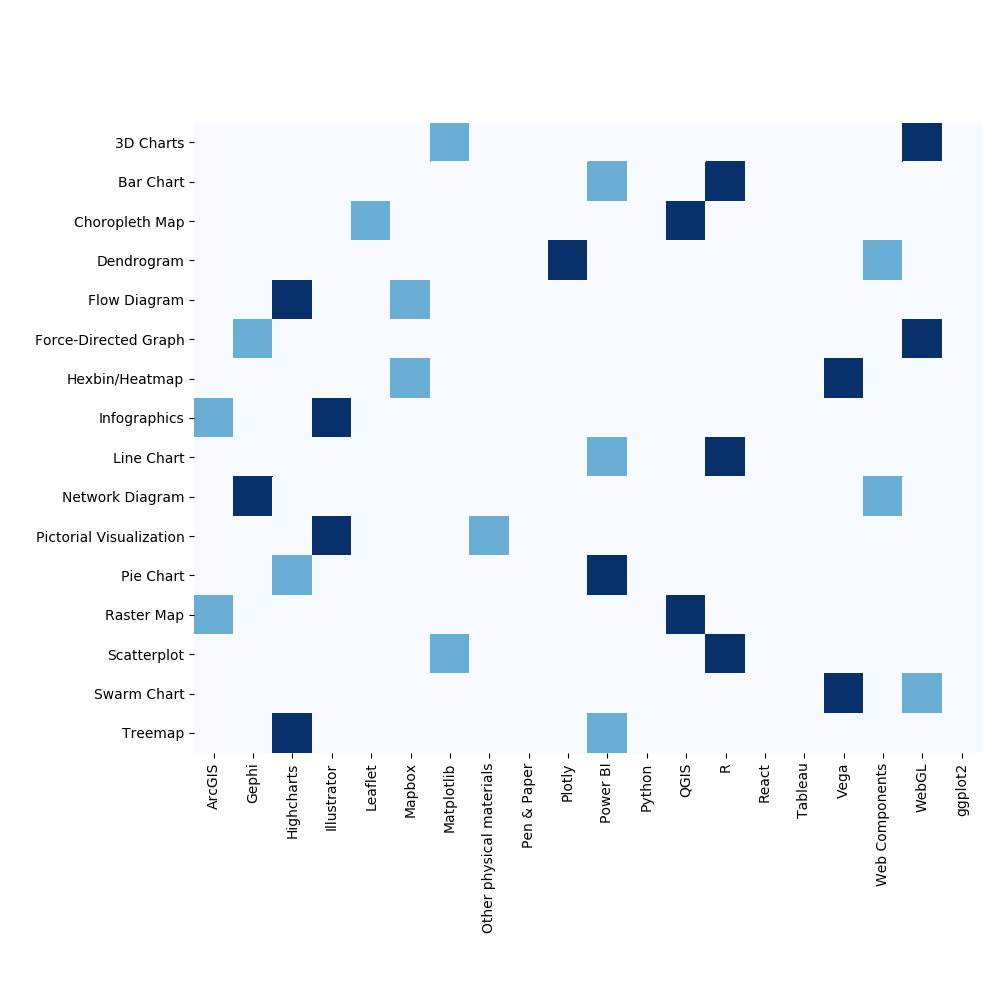 3D Charts
Bar Chart
Choropleth Map
Dendrogram
Flow Diagram
Force-Directed Graph
Hexbin/Heatmap
Infographics
Line Chart
Network Diagram
Pictorial Visualization
Pie Chart
Raster Map
Scatterplot
Swarm Chart
Treemap
ArcGIS
Gephi
Highcharts
Illustrator
Leaflet
Mapbox
Matplotlib
Other physical materials
Pen & Paper
Plotly
Power BI
Python
QGIS
R
React
Tableau
Vega
Web Components
WebGL
ggplot2